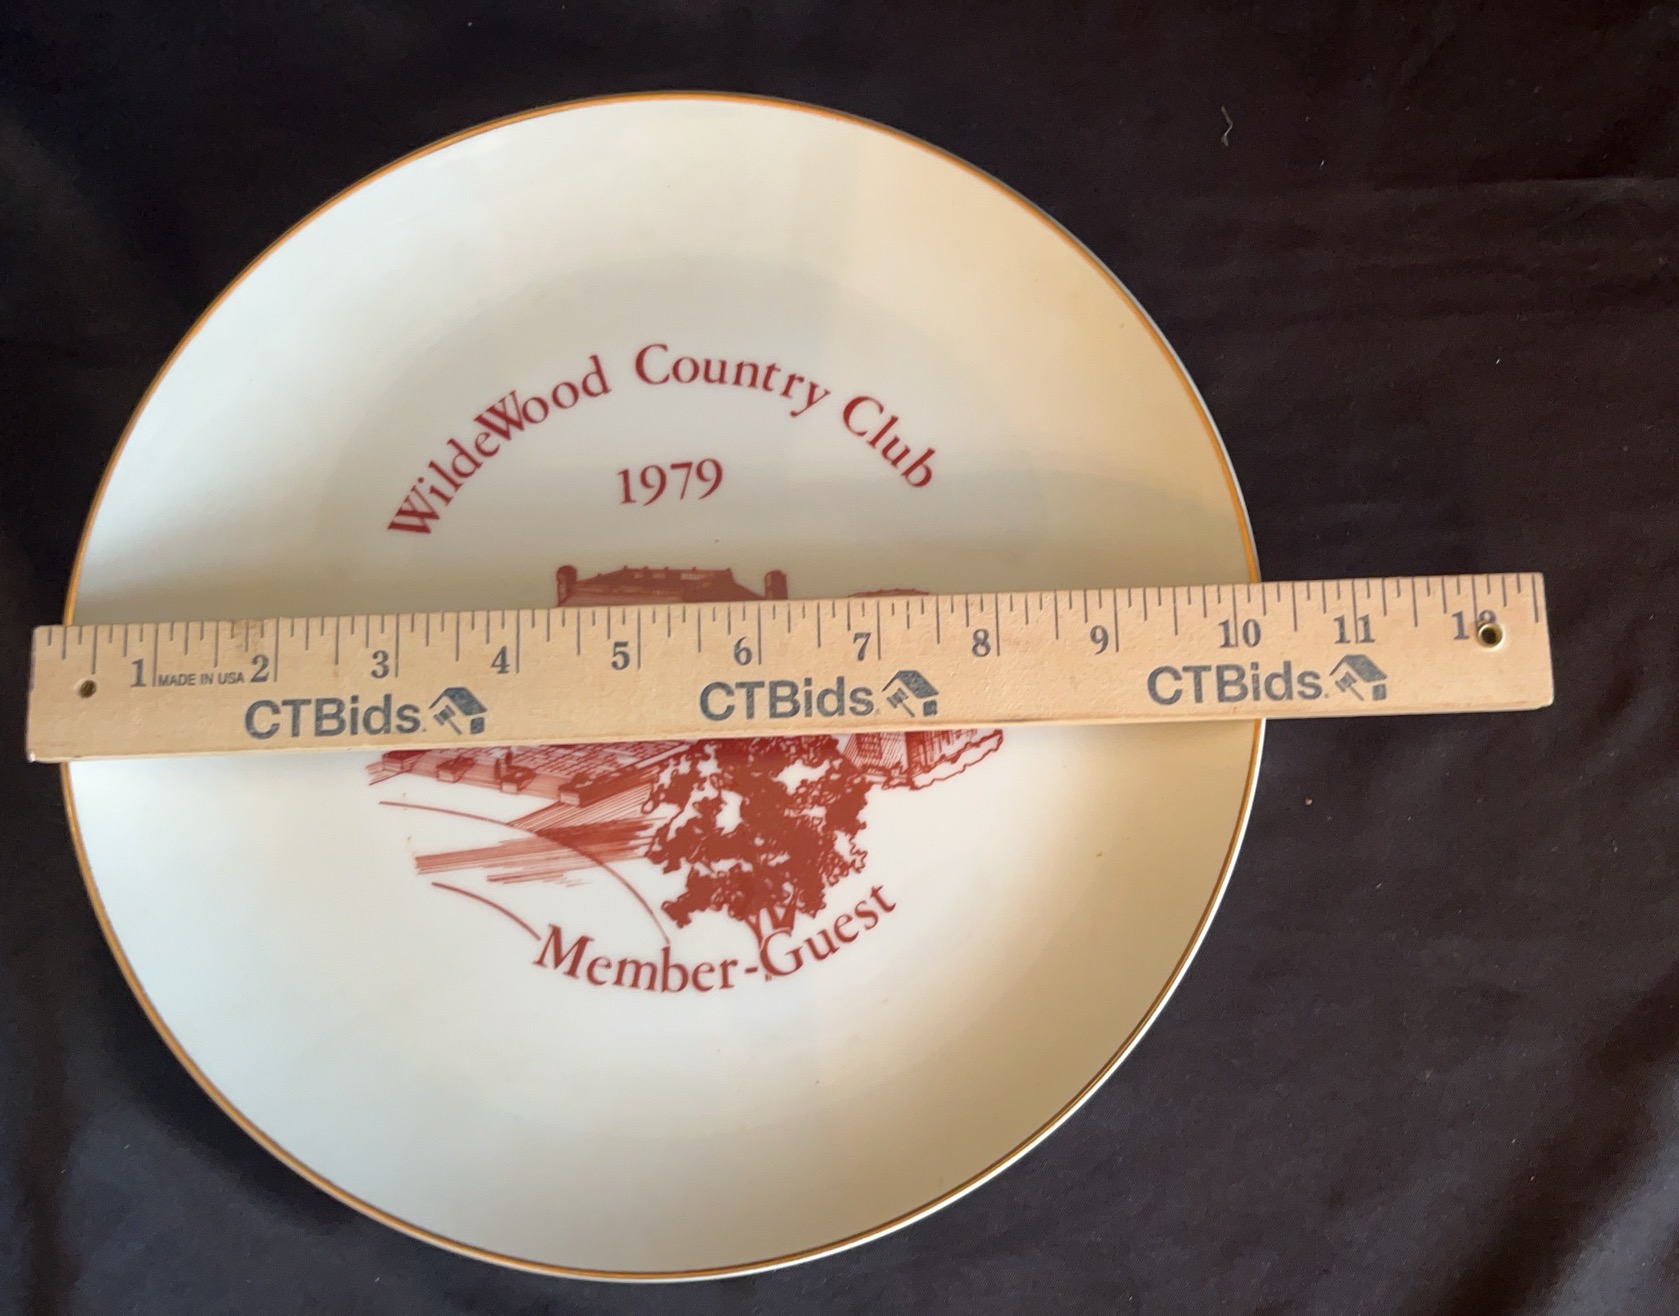 WildeWood Country Club
1979
1 2 3 4 5 6 7 8 9 10 11 12
MADE IN USA
CTBids. CTBids. CTBids.
Member-Guest